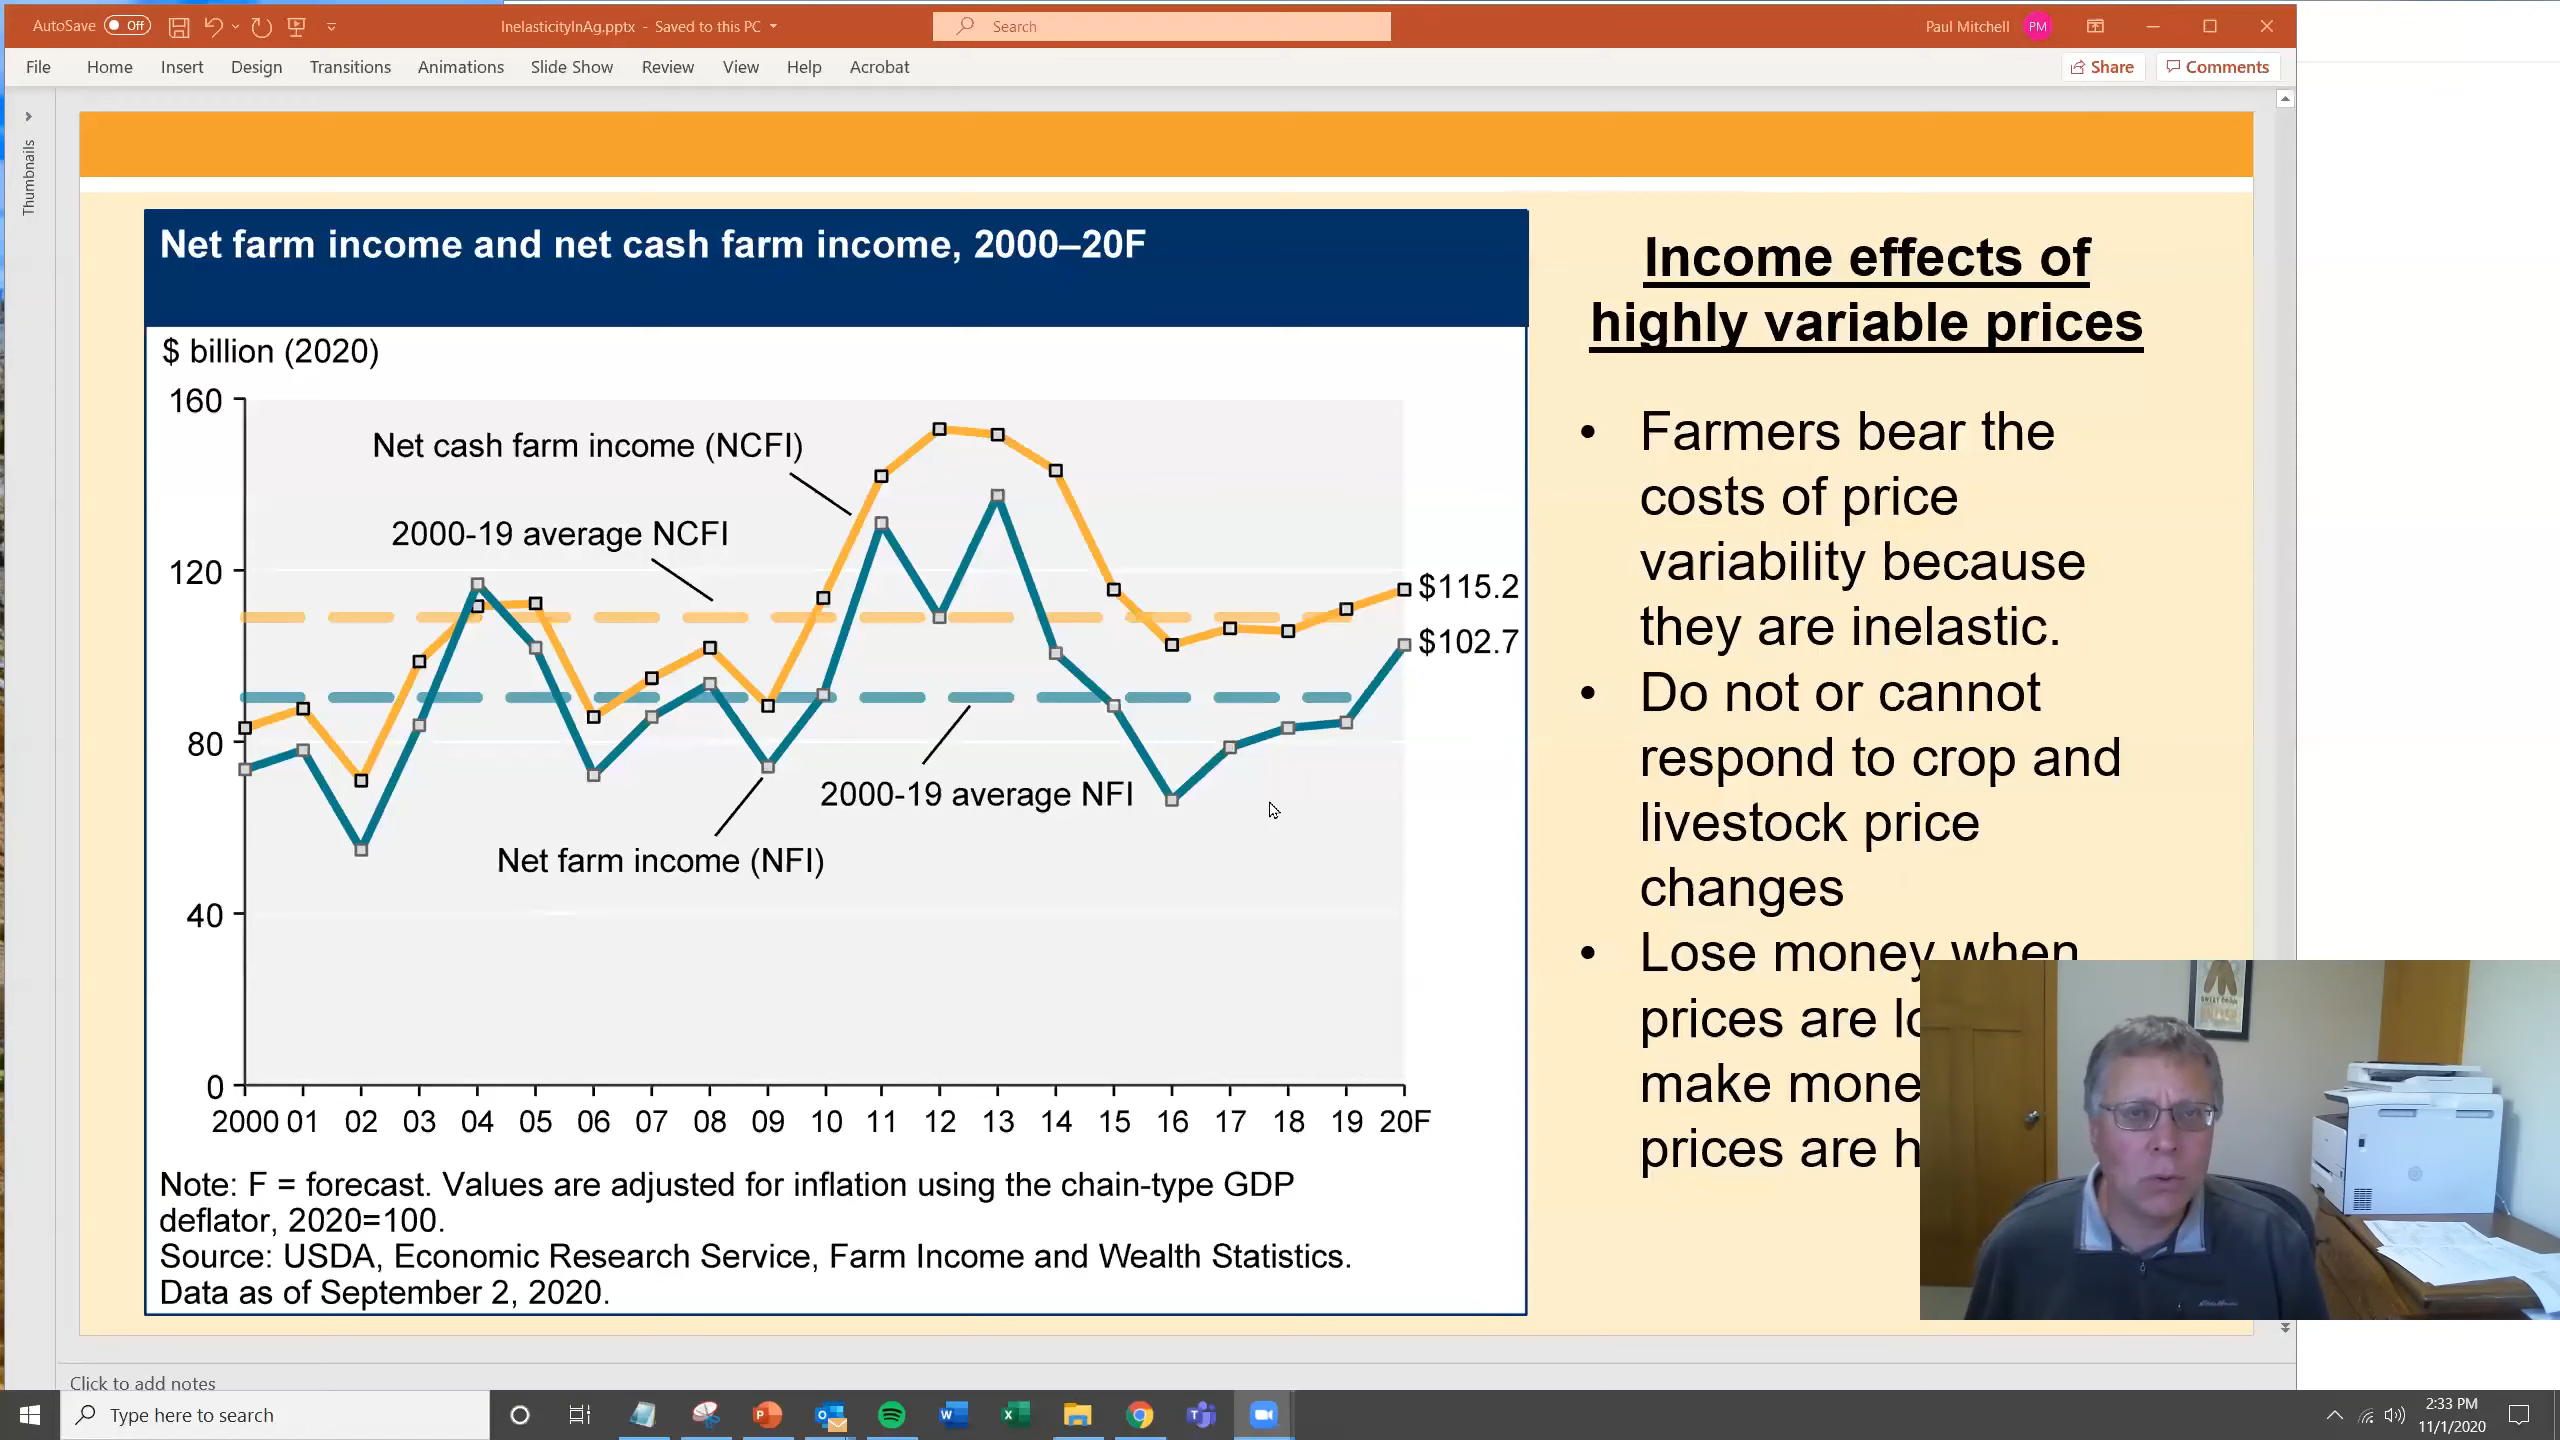 AutoSave Off
InelasticityInAg.pptx - Saved to this PC
Search
Paul Mitchell PM
File Home Insert Design Transitions Animations Slide Show Review View Help Acrobat
Share Comments
Thumbnails
Net farm income and net cash farm income, 2000–20F
$ billion (2020)
160
120
80
40
0
Net cash farm income (NCFI)
2000-19 average NCFI
$115.2
$102.7
2000-19 average NFI
Net farm income (NFI)
2000 01 02 03 04 05 06 07 08 09 10 11 12 13 14 15 16 17 18 19 20F
Note: F = forecast. Values are adjusted for inflation using the chain-type GDP
deflator, 2020=100.
Source: USDA, Economic Research Service, Farm Income and Wealth Statistics.
Data as of September 2, 2020.
Income effects of
highly variable prices
• Farmers bear the
costs of price
variability because
they are inelastic.
• Do not or cannot
respond to crop and
livestock price
changes
• Lose money when
prices are lo
make mone
prices are h
Click to add notes
Type here to search
2:33 PM
11/1/2020